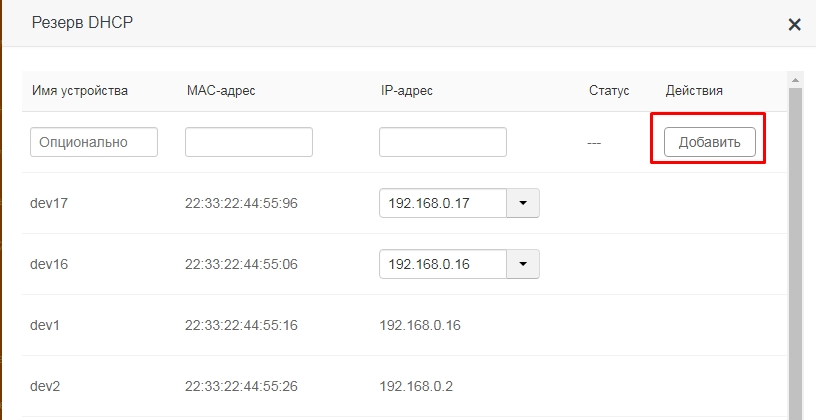 Резерв DHCP
×
Имя устройства MAC-адрес IP-адрес Статус Действия
Опционально --- Добавить
dev17 22:33:22:44:55:96 192.168.0.17
dev16 22:33:22:44:55:06 192.168.0.16
dev1 22:33:22:44:55:16 192.168.0.16
dev2 22:33:22:44:55:26 192.168.0.2